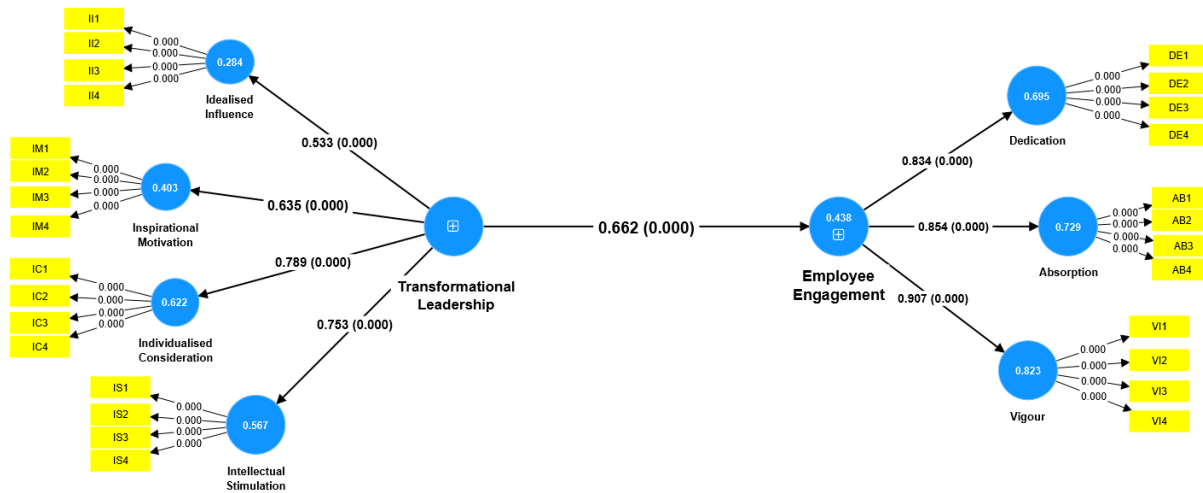 II1
II2
II3
II4
0.000
0.000
0.000
0.000
0.284
Idealised
Influence
0.533 (0.000)
IM1
IM2
IM3
IM4
0.000
0.000
0.000
0.000
0.403
Inspirational
Motivation
0.635 (0.000)
IC1
IC2
IC3
IC4
0.000
0.000
0.000
0.000
0.622
Individualised
Consideration
0.789 (0.000)
IS1
IS2
IS3
IS4
0.000
0.000
0.000
0.000
0.567
Intellectual
Stimulation
0.753 (0.000)
Transformational
Leadership
0.662 (0.000)
0.438
Employee
Engagement
0.834 (0.000)
0.695
Dedication
0.000
0.000
0.000
0.000
DE1
DE2
DE3
DE4
0.854 (0.000)
0.729
Absorption
0.000
0.000
0.000
0.000
AB1
AB2
AB3
AB4
0.907 (0.000)
0.823
Vigour
0.000
0.000
0.000
0.000
VI1
VI2
VI3
VI4